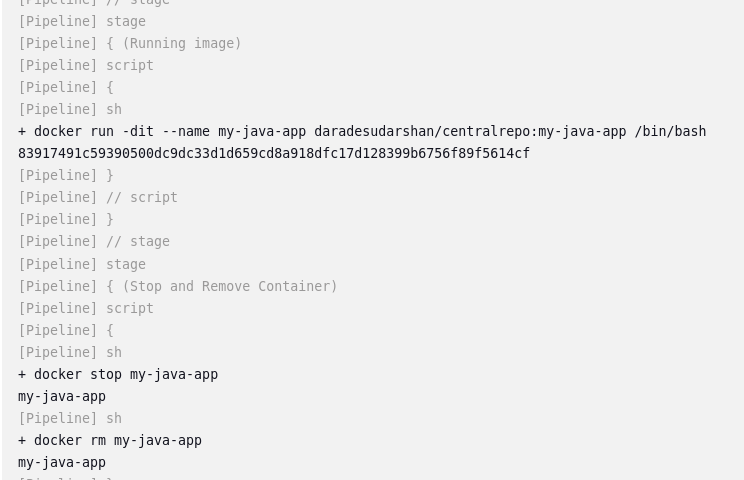 [Pipeline] // stage
[Pipeline] stage
[Pipeline] { (Running image)
[Pipeline] script
[Pipeline] {
[Pipeline] sh
+ docker run -dit --name my-java-app daradesudarshan/centralrepo:my-java-app /bin/bash
83917491c59390500dc9dc33d1d659cd8a918dfc17d128399b6756f89f5614cf
[Pipeline] }
[Pipeline] // script
[Pipeline] }
[Pipeline] // stage
[Pipeline] stage
[Pipeline] { (Stop and Remove Container)
[Pipeline] script
[Pipeline] {
[Pipeline] sh
+ docker stop my-java-app
my-java-app
[Pipeline] sh
+ docker rm my-java-app
my-java-app
[Pipeline] }